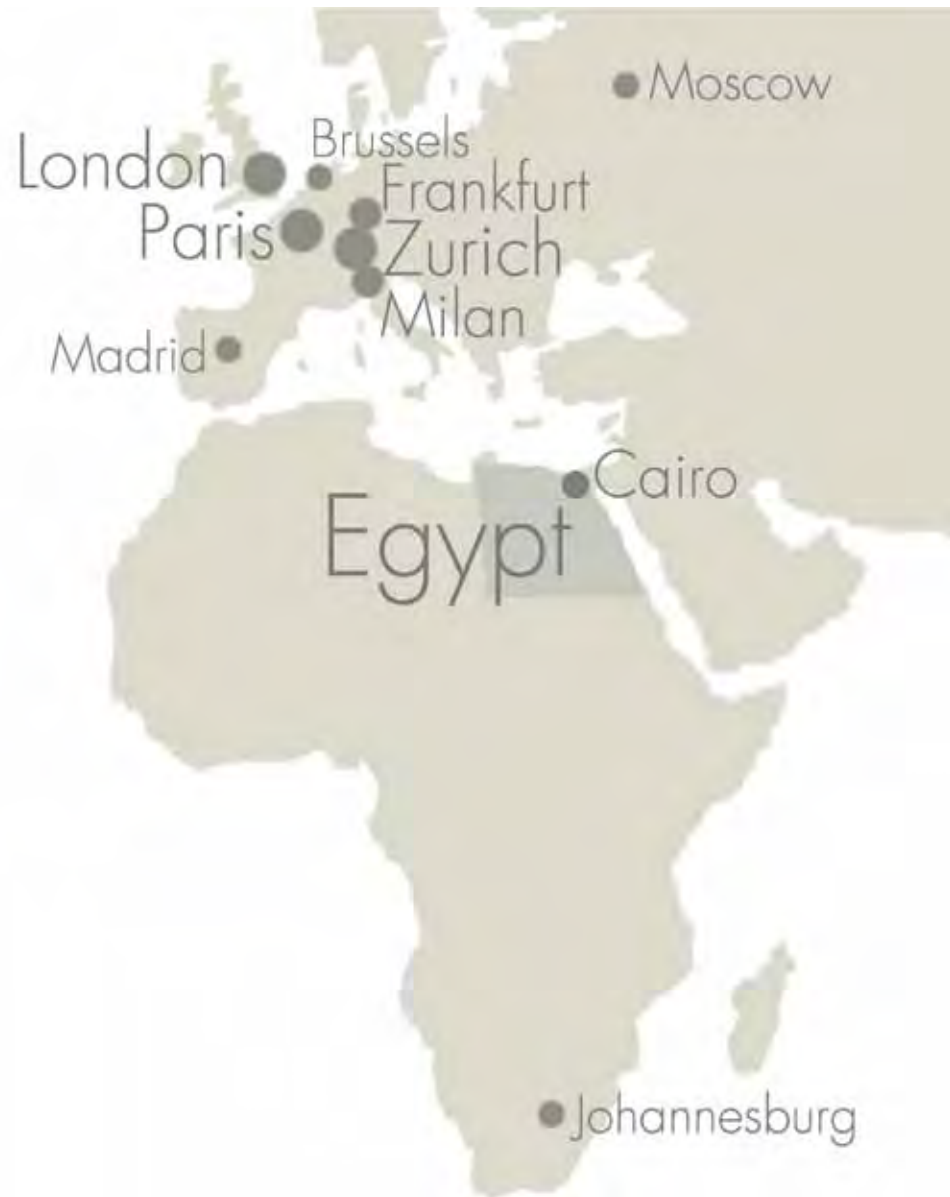 Moscow
Brussels
London
Frankfurt
Paris
Zurich
Milan
Madrid
Cairo
Egypt
Johannesburg